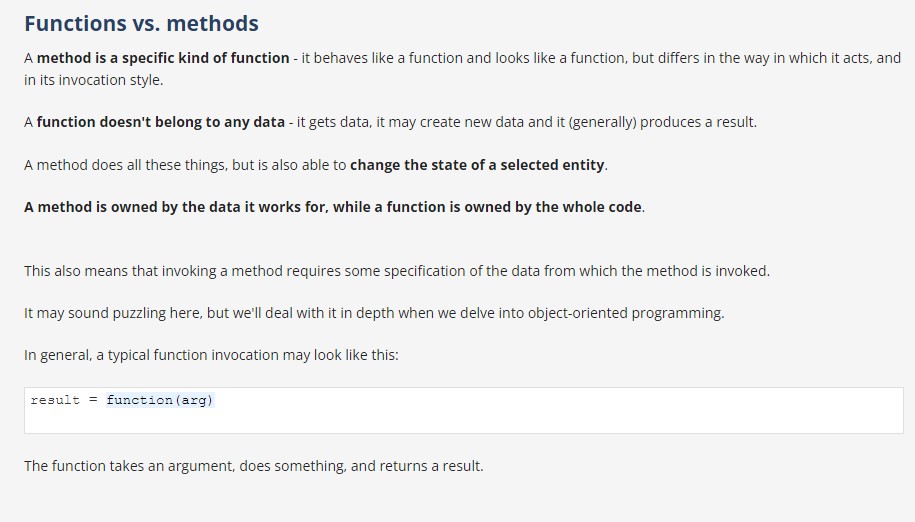 Functions vs. methods
A method is a specific kind of function - it behaves like a function and looks like a function, but differs in the way in which it acts, and
in its invocation style.
A function doesn't belong to any data - it gets data, it may create new data and it (generally) produces a result.
A method does all these things, but is also able to change the state of a selected entity.
A method is owned by the data it works for, while a function is owned by the whole code.
This also means that invoking a method requires some specification of the data from which the method is invoked.
It may sound puzzling here, but we'll deal with it in depth when we delve into object-oriented programming.
In general, a typical function invocation may look like this:
result = function(arg)
The function takes an argument, does something, and returns a result.